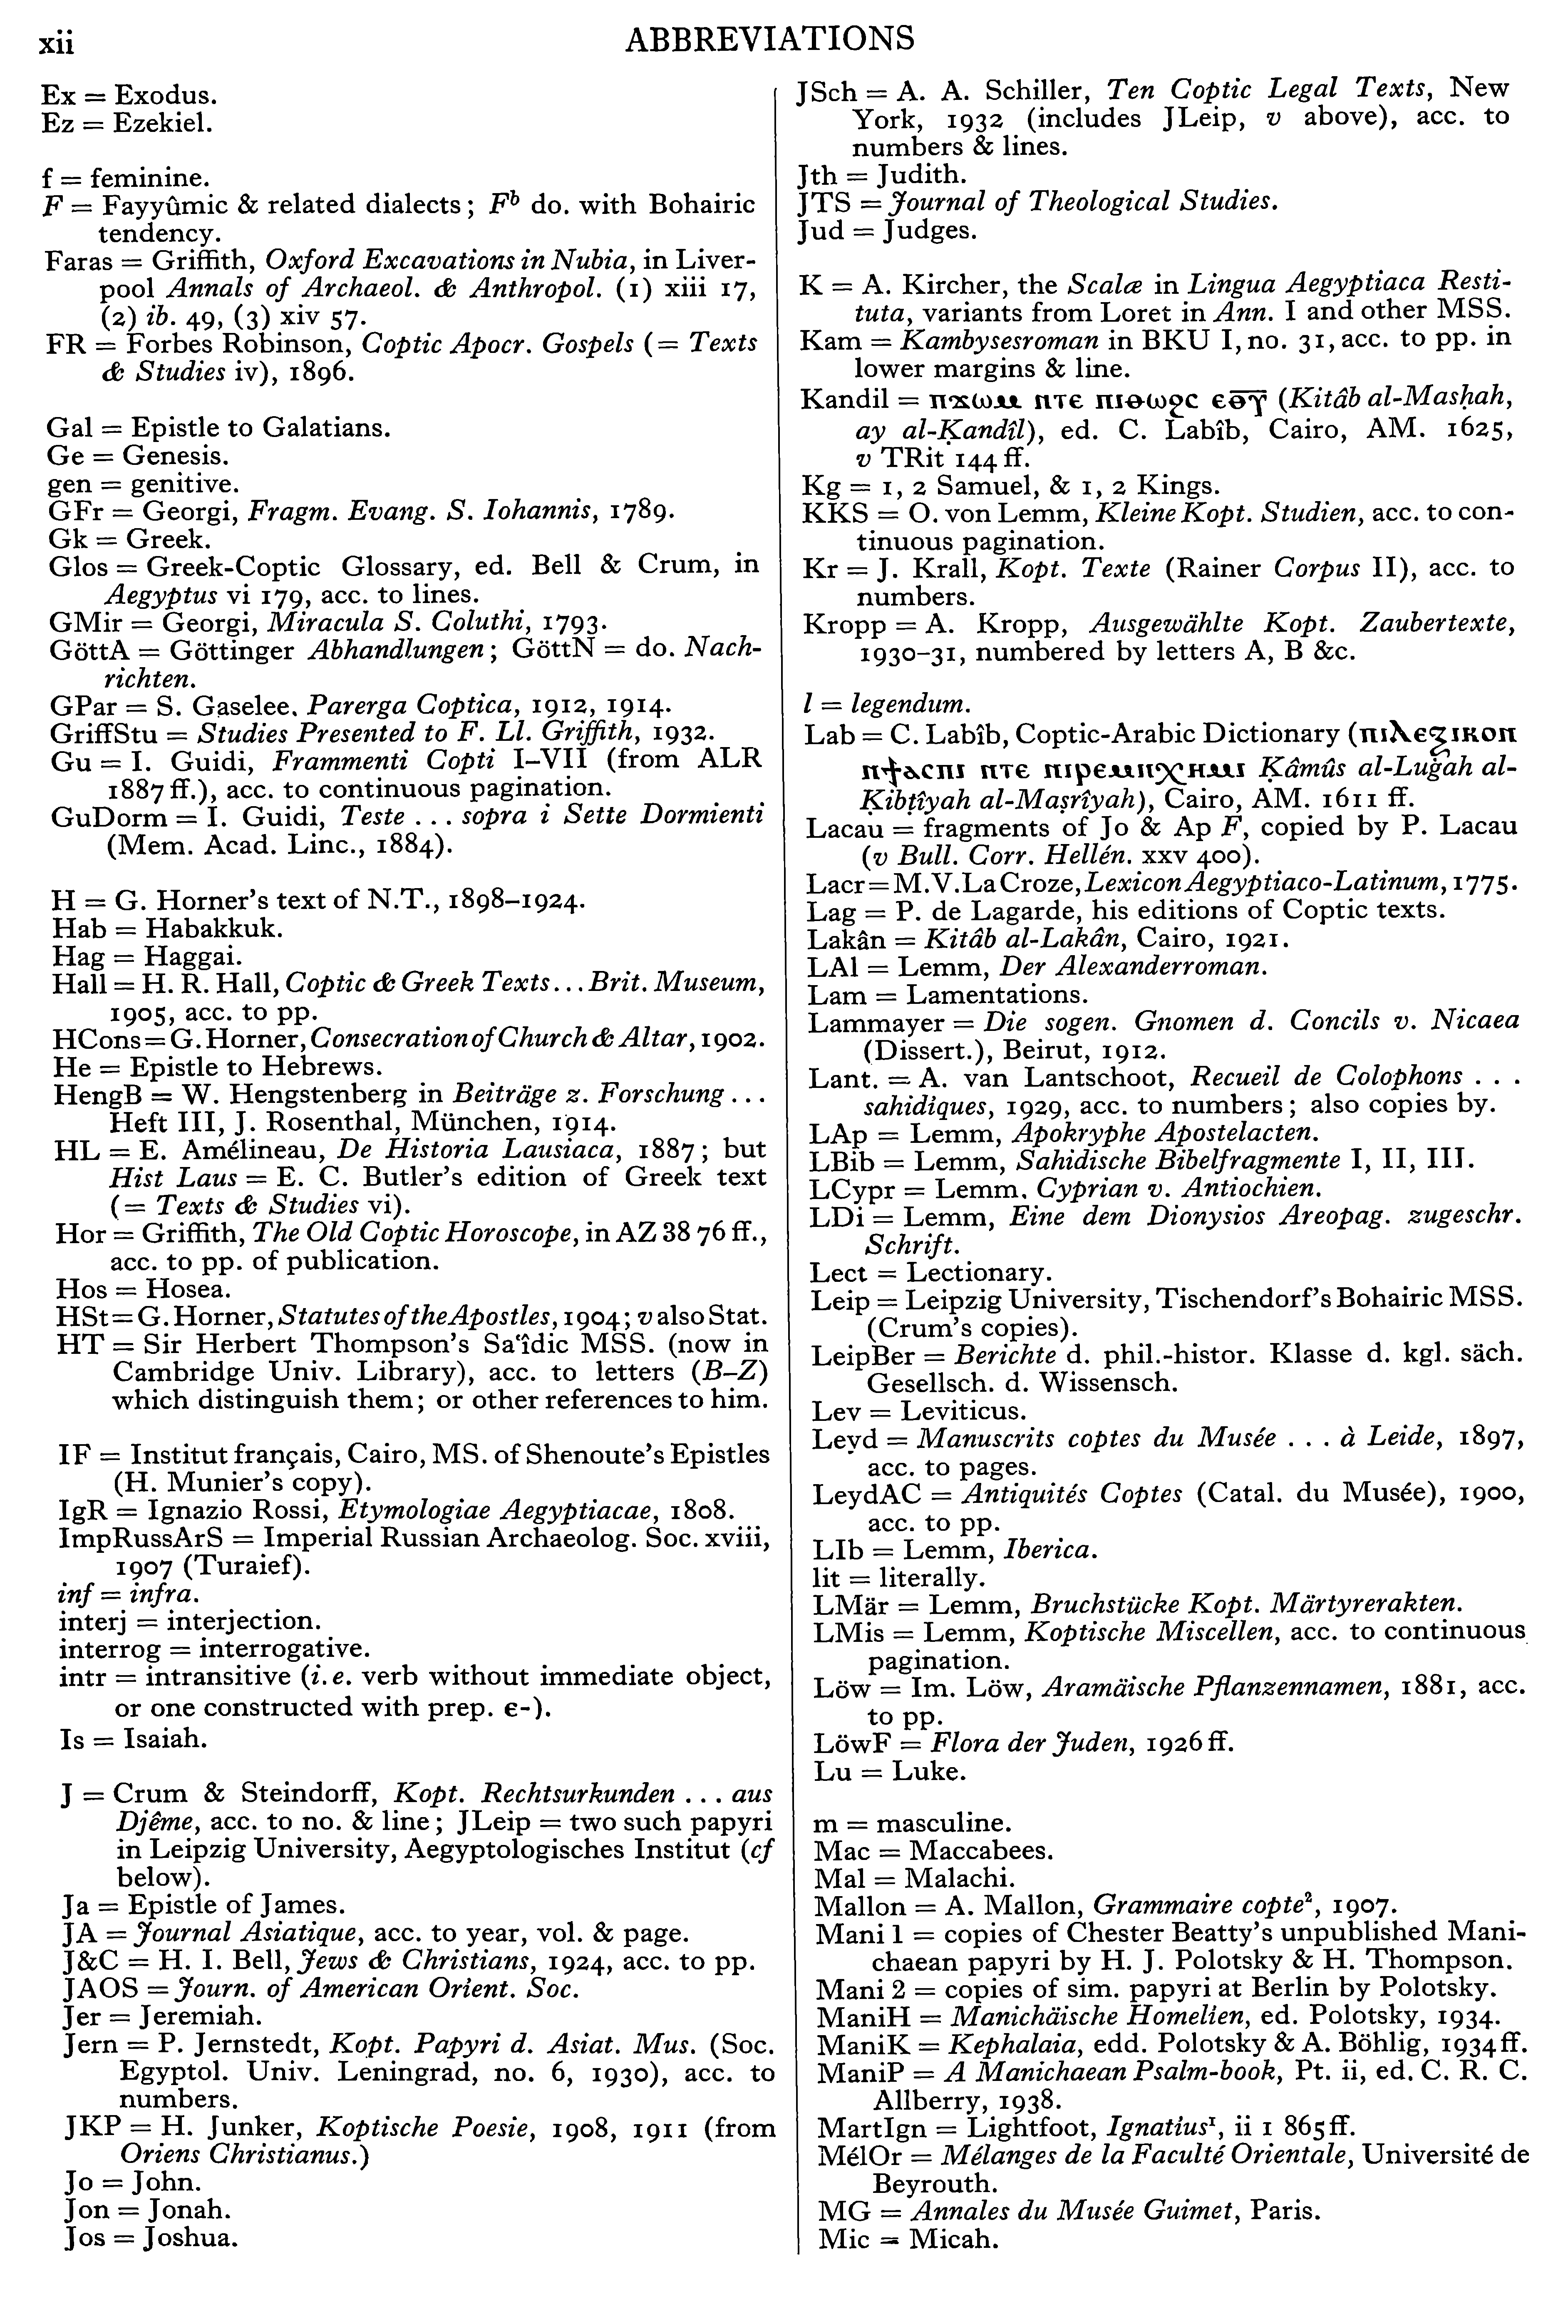 xii
ABBREVIATIONS
Ex = Exodus.
Ez = Ezekiel.
f = feminine.
F = Fayyûmic & related dialects; Fᵇ do. with Bohairic
tendency.
Faras = Griffith, Oxford Excavations in Nubia, in Liver-
pool Annals of Archaeol. & Anthropol. (1) xiii 17,
(2) ib. 49, (3) xiv 57.
FR = Forbes Robinson, Coptic Apocr. Gospels (= Texts
& Studies iv), 1896.
Gal = Epistle to Galatians.
Ge = Genesis.
gen = genitive.
GFr = Georgi, Fragm. Evang. S. Iohannis, 1789.
Gk = Greek.
Glos = Greek-Coptic Glossary, ed. Bell & Crum, in
Aegyptus vi 179, acc. to lines.
GMir = Georgi, Miracula S. Coluthi, 1793.
GöttA = Göttinger Abhandlungen; GöttN = do. Nach-
richten.
GPar = S. Gaselee. Parerga Coptica, 1912, 1914.
GriffStu = Studies Presented to F. Ll. Griffith, 1932.
Gu = I. Guidi, Frammenti Copti I–VII (from ALR
1887 ff.), acc. to continuous pagination.
GuDorm = I. Guidi, Teste ... sopra i Sette Dormienti
(Mem. Acad. Linc., 1884).
H = G. Horner's text of N.T., 1898–1924.
Hab = Habakkuk.
Hag = Haggai.
Hall = H. R. Hall, Coptic & Greek Texts... Brit. Museum,
1905, acc. to pp.
HCons = G. Horner, Consecration of Church & Altar, 1902.
He = Epistle to Hebrews.
HengB = W. Hengstenberg in Beiträge z. Forschung ...
Heft III, J. Rosenthal, München, 1914.
HL = E. Amélineau, De Historia Lausiaca, 1887; but
Hist Laus = E. C. Butler's edition of Greek text
(= Texts & Studies vi).
Hor = Griffith, The Old Coptic Horoscope, in AZ 38 76 ff.,
acc. to pp. of publication.
Hos = Hosea.
HSt = G. Horner, Statutes of the Apostles, 1904; v also Stat.
HT = Sir Herbert Thompson's Sa'îdic MSS. (now in
Cambridge Univ. Library), acc. to letters (B–Z)
which distinguish them; or other references to him.
IF = Institut français, Cairo, MS. of Shenoute's Epistles
(H. Munier's copy).
IgR = Ignazio Rossi, Etymologiae Aegyptiacae, 1808.
ImpRussArS = Imperial Russian Archaeolog. Soc. xviii,
1907 (Turaief).
inf = infra.
interj = interjection.
interrog = interrogative.
intr = intransitive (i.e. verb without immediate object,
or one constructed with prep. ⲉ-).
Is = Isaiah.
J = Crum & Steindorff, Kopt. Rechtsurkunden ... aus
Djême, acc. to no. & line; JLeip = two such papyri
in Leipzig University, Aegyptologisches Institut (cf
below).
Ja = Epistle of James.
JA = Journal Asiatique, acc. to year, vol. & page.
J&C = H. I. Bell, Jews & Christians, 1924, acc. to pp.
JAOS = Journ. of American Orient. Soc.
Jer = Jeremiah.
Jern = P. Jernstedt, Kopt. Papyri d. Asiat. Mus. (Soc.
Egyptol. Univ. Leningrad, no. 6, 1930), acc. to
numbers.
JKP = H. Junker, Koptische Poesie, 1908, 1911 (from
Oriens Christianus.)
Jo = John.
Jon = Jonah.
Jos = Joshua.
JSch = A. A. Schiller, Ten Coptic Legal Texts, New
York, 1932 (includes JLeip, v above), acc. to
numbers & lines.
Jth = Judith.
JTS = Journal of Theological Studies.
Jud = Judges.
K = A. Kircher, the Scalæ in Lingua Aegyptiaca Resti-
tuta, variants from Loret in Ann. I and other MSS.
Kam = Kambysesroman in BKU I, no. 31, acc. to pp. in
lower margins & line.
Kandil = ⲡϫⲱⲙ ⲛⲧⲉ ⲡⲓⲑⲱϩⲥ ⲉ̅ⲑ̅ⲩ̅ (Kitâb al-Masḥah,
ay al-Ḳandîl), ed. C. Labîb, Cairo, AM. 1625,
v TRit 144 ff.
Kg = 1, 2 Samuel, & 1, 2 Kings.
KKS = O. von Lemm, Kleine Kopt. Studien, acc. to con-
tinuous pagination.
Kr = J. Krall, Kopt. Texte (Rainer Corpus II), acc. to
numbers.
Kropp = A. Kropp, Ausgewählte Kopt. Zaubertexte,
1930–31, numbered by letters A, B &c.
l = legendum.
Lab = C. Labîb, Coptic-Arabic Dictionary (ⲡⲓⲗⲉⲝⲓⲕⲟⲛ
ⲛϯⲁⲥⲡⲓ ⲛⲧⲉ ⲛⲓⲣⲉⲙⲛⲭⲏⲙⲓ Ḳâmûs al-Luġah al-
Ḳibṭîyah al-Maṣrîyah), Cairo, AM. 1611 ff.
Lacau = fragments of Jo & Ap F, copied by P. Lacau
(v Bull. Corr. Hellén. xxv 400).
Lacr = M.V. La Croze, Lexicon Aegyptiaco-Latinum, 1775.
Lag = P. de Lagarde, his editions of Coptic texts.
Lakân = Kitâb al-Lakân, Cairo, 1921.
LAl = Lemm, Der Alexanderroman.
Lam = Lamentations.
Lammayer = Die sogen. Gnomen d. Concils v. Nicaea
(Dissert.), Beirut, 1912.
Lant. = A. van Lantschoot, Recueil de Colophons . . .
sahidiques, 1929, acc. to numbers; also copies by.
LAp = Lemm, Apokryphe Apostelacten.
LBib = Lemm, Sahidische Bibelfragmente I, II, III.
LCypr = Lemm, Cyprian v. Antiochien.
LDi = Lemm, Eine dem Dionysios Areopag. zugeschr.
Schrift.
Lect = Lectionary.
Leip = Leipzig University, Tischendorf's Bohairic MSS.
(Crum's copies).
LeipBer = Berichte d. phil.-histor. Klasse d. kgl. säch.
Gesellsch. d. Wissensch.
Lev = Leviticus.
Leyd = Manuscrits coptes du Musée . . . à Leide, 1897,
acc. to pages.
LeydAC = Antiquités Coptes (Catal. du Musée), 1900,
acc. to pp.
LIb = Lemm, Iberica.
lit = literally.
LMär = Lemm, Bruchstücke Kopt. Märtyrerakten.
LMis = Lemm, Koptische Miscellen, acc. to continuous
pagination.
Löw = Im. Löw, Aramäische Pflanzennamen, 1881, acc.
to pp.
LöwF = Flora der Juden, 1926 ff.
Lu = Luke.
m = masculine.
Mac = Maccabees.
Mal = Malachi.
Mallon = A. Mallon, Grammaire copte², 1907.
Mani 1 = copies of Chester Beatty's unpublished Mani-
chaean papyri by H. J. Polotsky & H. Thompson.
Mani 2 = copies of sim. papyri at Berlin by Polotsky.
ManiH = Manichäische Homelien, ed. Polotsky, 1934.
ManiK = Kephalaia, edd. Polotsky & A. Böhlig, 1934 ff.
ManiP = A Manichaean Psalm-book, Pt. ii, ed. C. R. C.
Allberry, 1938.
MartIgn = Lightfoot, Ignatius¹, ii 1 865 ff.
MélOr = Mélanges de la Faculté Orientale, Université de
Beyrouth.
MG = Annales du Musée Guimet, Paris.
Mic = Micah.